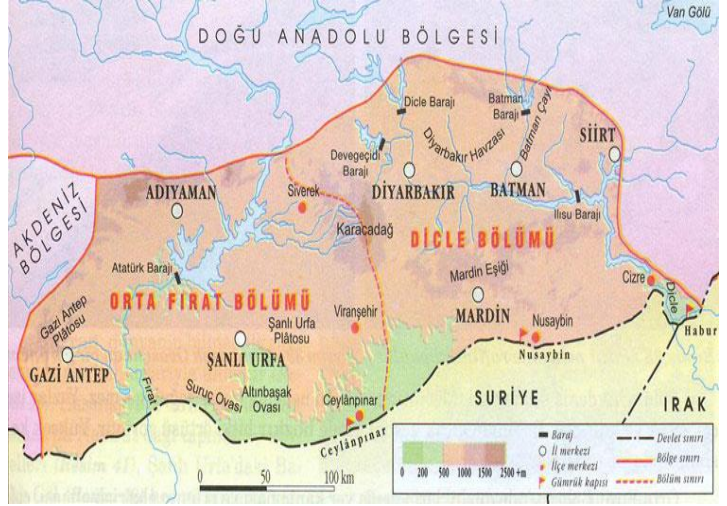 Van Gölü
DOĞU ANADOLU BÖLGESİ
Dicle Barajı
Batman Barajı
Batman Çayı
Diyarbakır Havzası
SİİRT
Devegeçidi Barajı
DİYARBAKIR
BATMAN
Ilısu Barajı
ADIYAMAN
Siverek
Karacadağ
AKDENİZ BÖLGESİ
DİCLE BÖLÜMÜ
Atatürk Barajı
ORTA FIRAT BÖLÜMÜ
Mardin Eşiği
MARDİN
Cizre
Dicle
Habur
Gazi Antep Plâtosu
GAZİ ANTEP
Şanlı Urfa Plâtosu
ŞANLI URFA
Viranşehir
Nusaybin
Nusaybin
Fırat
Suruç Ovası
Altınbaşak Ovası
Ceylânpınar
Ceylânpınar
SURİYE
IRAK
0 50 100 km
0 200 500 1000 1500 2500 +m
Baraj
İl merkezi
İlçe merkezi
Gümrük kapısı
Devlet sınırı
Bölge sınırı
Bölüm sınırı